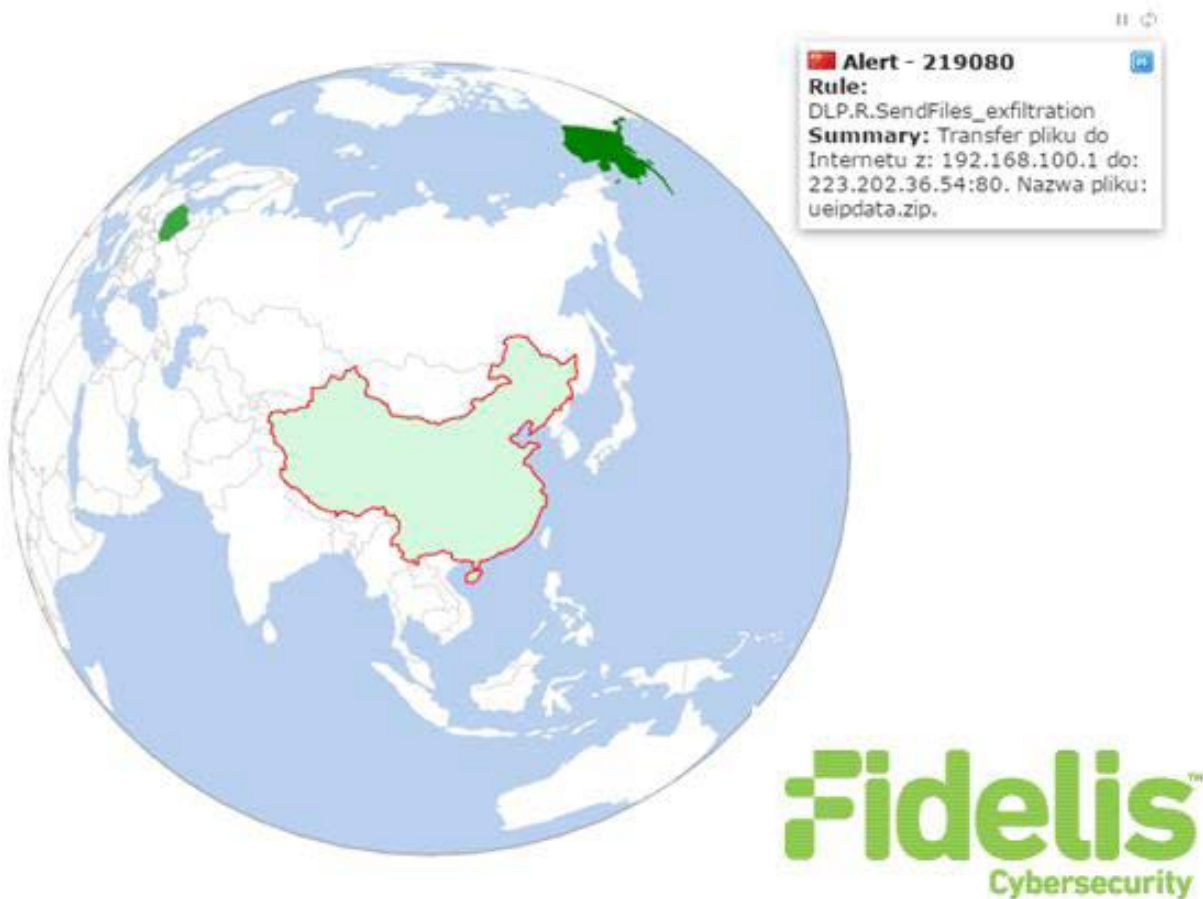 Alert - 219080
Rule:
DLP.R.SendFiles_exfiltration
Summary: Transfer pliku do
Internetu z: 192.168.100.1 do:
223.202.36.54:80. Nazwa pliku:
ueipdata.zip.
Fidelis™
Cybersecurity